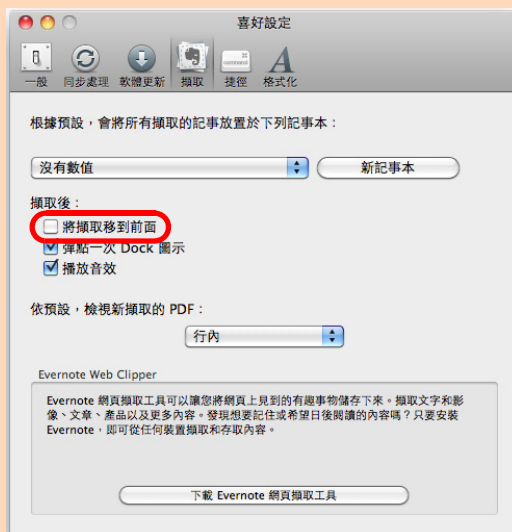 喜好設定
一般 同步處理 軟體更新 擷取 捷徑 格式化
根據預設，會將所有擷取的記事放置於下列記事本：
沒有數值 新記事本
擷取後：
將擷取移到前面
彈點一次 Dock 圖示
播放音效
依預設，檢視新擷取的 PDF：
行內
Evernote Web Clipper
Evernote 網頁擷取工具可以讓您將網頁上見到的有趣事物儲存下來。擷取文字和影
像、文章、產品以及更多內容。發現想要記住或希望日後閱讀的內容嗎？只要安裝
Evernote，即可從任何裝置擷取和存取內容。
下載 Evernote 網頁擷取工具